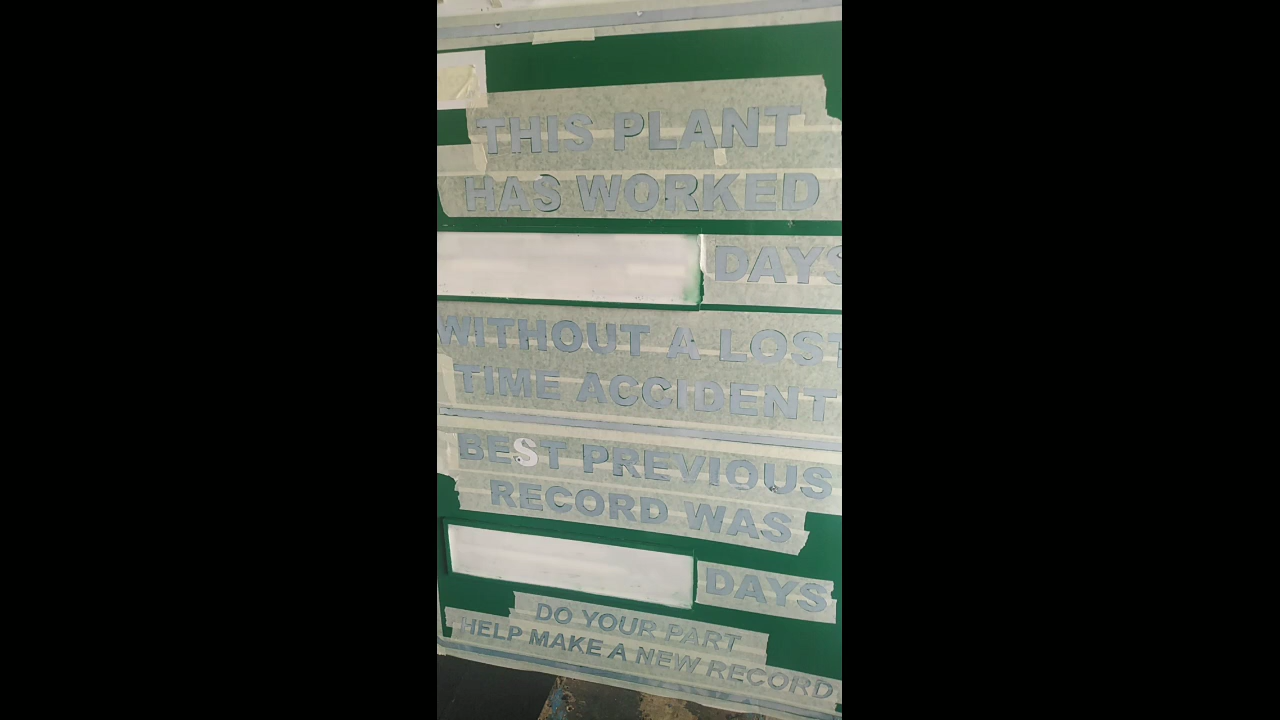 THIS PLANT
HAS WORKED
DAYS
WITHOUT A LOST
TIME ACCIDENT
BEST PREVIOUS
RECORD WAS
DAYS
DO YOUR PART
HELP MAKE A NEW RECORD